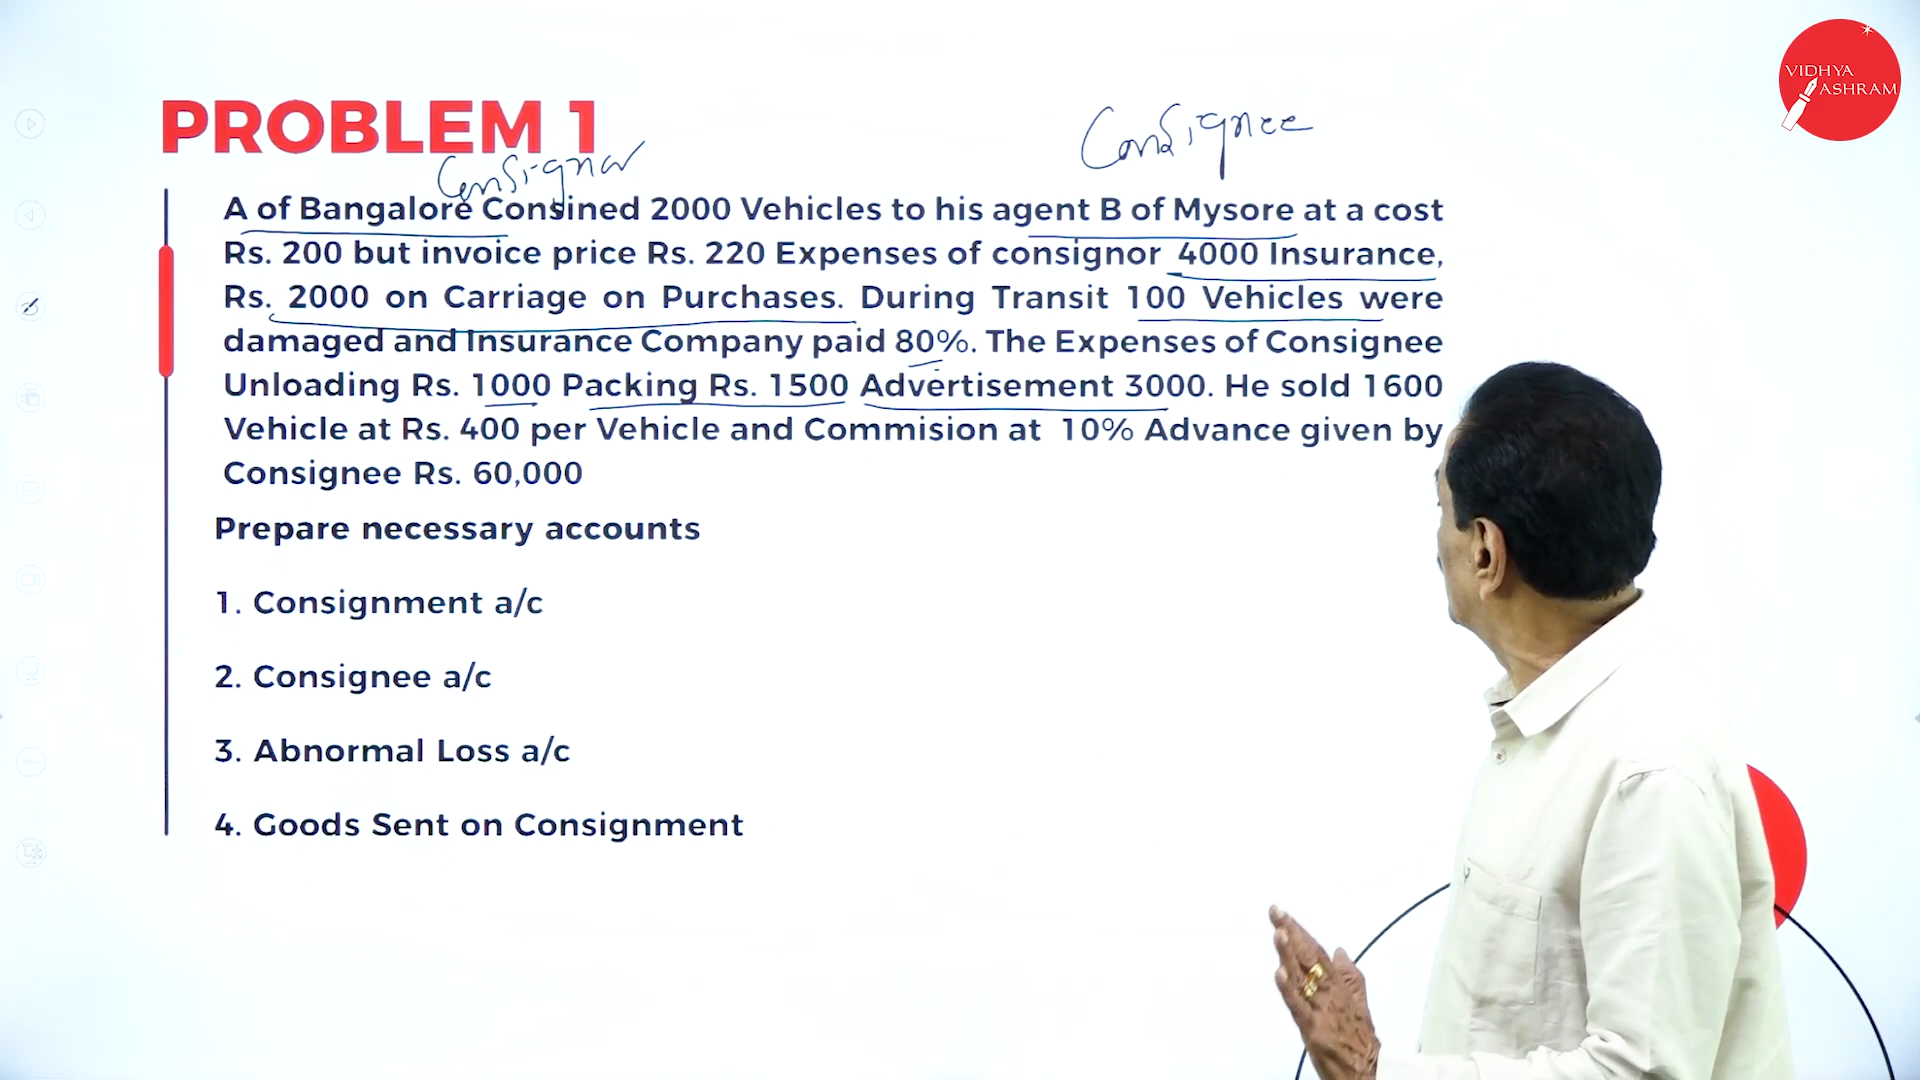 VIDHYA
ASHRAM
PROBLEM 1
Consignor
Consignee
A of Bangalore Consined 2000 Vehicles to his agent B of Mysore at a cost
Rs. 200 but invoice price Rs. 220 Expenses of consignor 4000 Insurance,
Rs. 2000 on Carriage on Purchases. During Transit 100 Vehicles were
damaged and Insurance Company paid 80%. The Expenses of Consignee
Unloading Rs. 1000 Packing Rs. 1500 Advertisement 3000. He sold 1600
Vehicle at Rs. 400 per Vehicle and Commision at 10% Advance given by
Consignee Rs. 60,000
Prepare necessary accounts
1. Consignment a/c
2. Consignee a/c
3. Abnormal Loss a/c
4. Goods Sent on Consignment